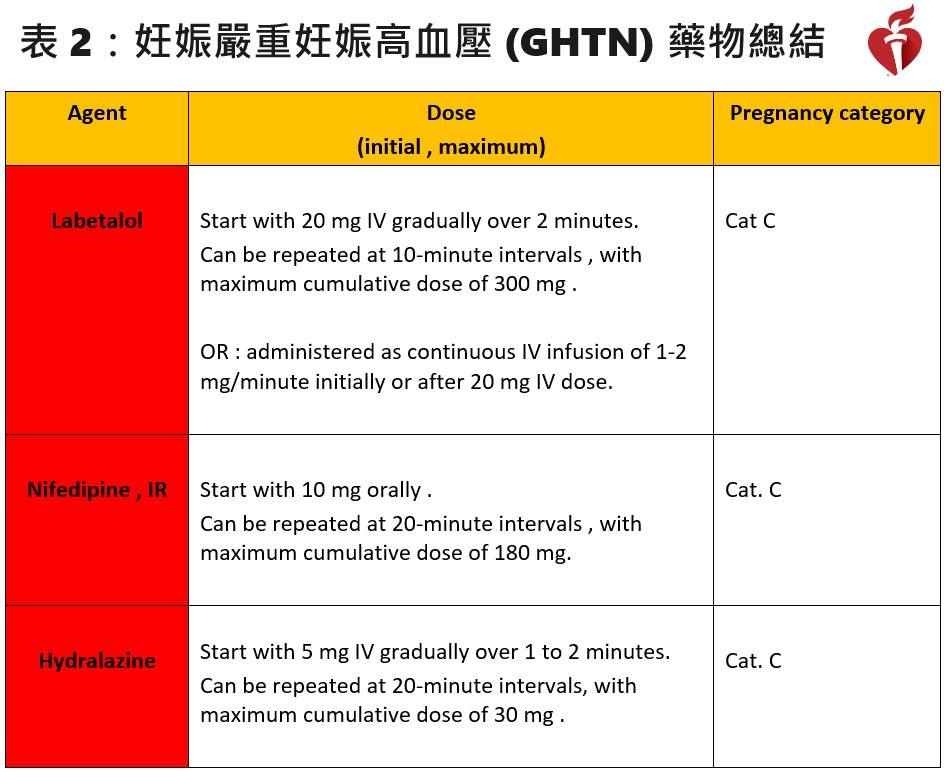 表 2：妊娠嚴重妊娠高血壓 (GHTN) 藥物總結
Agent
Dose
(initial , maximum)
Pregnancy category
Labetalol
Start with 20 mg IV gradually over 2 minutes.
Can be repeated at 10-minute intervals , with
maximum cumulative dose of 300 mg .
OR : administered as continuous IV infusion of 1-2
mg/minute initially or after 20 mg IV dose.
Cat C
Nifedipine , IR
Start with 10 mg orally .
Can be repeated at 20-minute intervals , with
maximum cumulative dose of 180 mg.
Cat. C
Hydralazine
Start with 5 mg IV gradually over 1 to 2 minutes.
Can be repeated at 20-minute intervals, with
maximum cumulative dose of 30 mg .
Cat. C